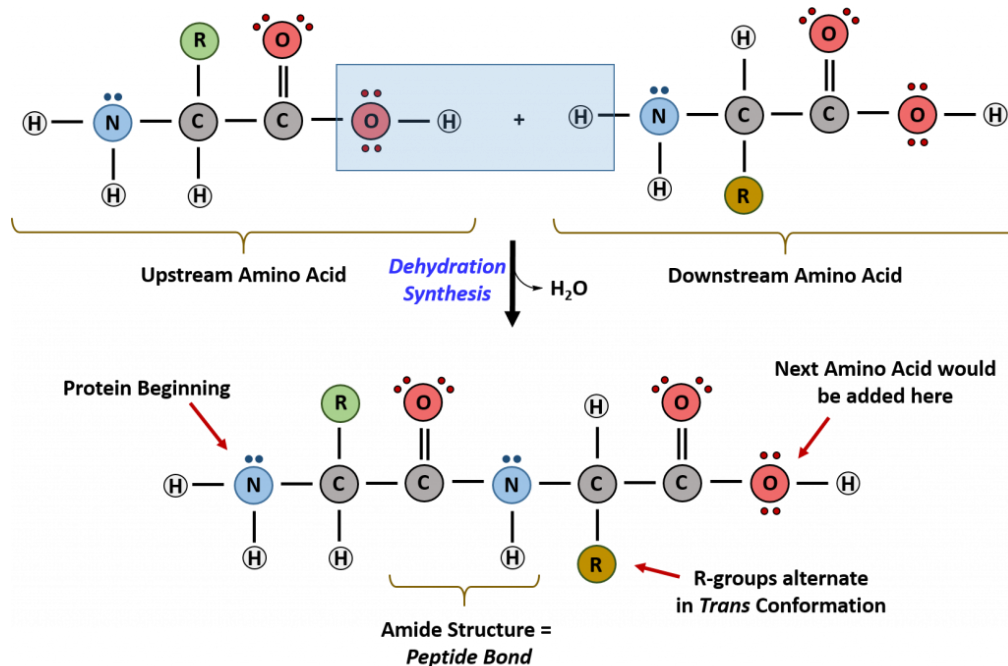 R O H
O
H N C C O H + H N C C O H
H H H R
Upstream Amino Acid
Dehydration
Synthesis
H₂O
Downstream Amino Acid
Protein Beginning
Next Amino Acid would
be added here
R O H O
H N C C N C C O H
H H H R
R-groups alternate
in Trans Conformation
Amide Structure =
Peptide Bond